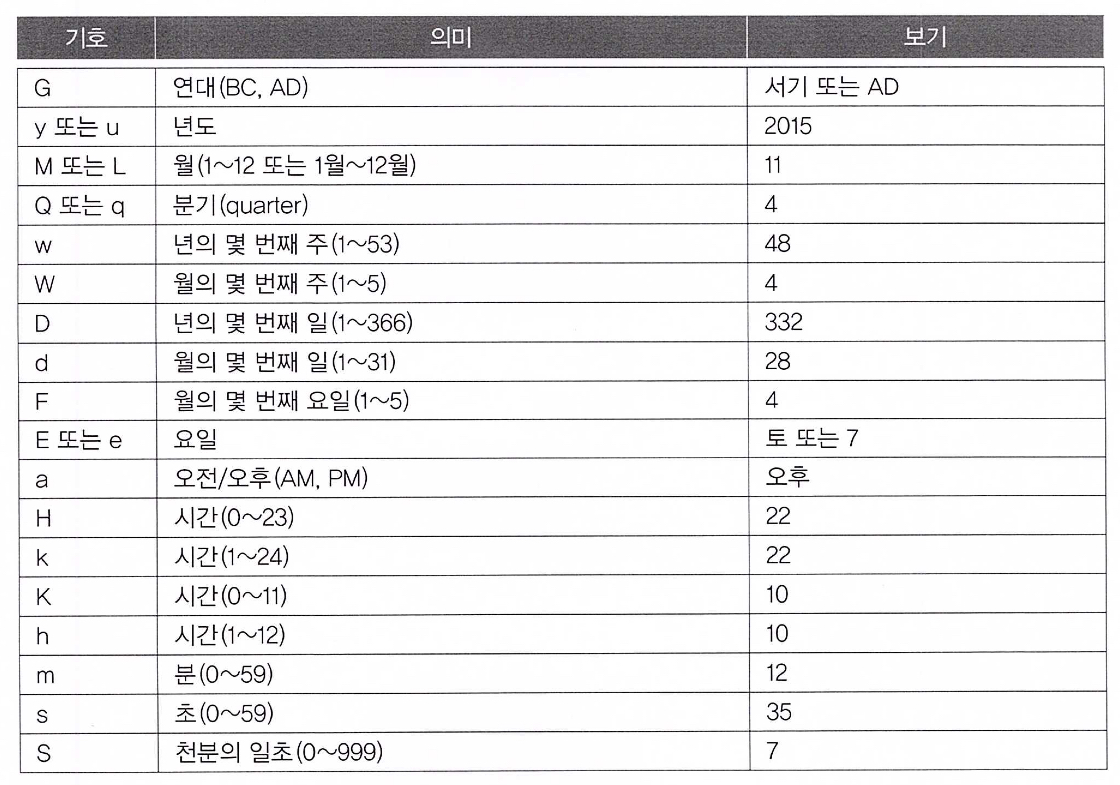 기호 의미 보기
G 연대(BC, AD) 서기 또는 AD
y 또는 u 년도 2015
M 또는 L 월(1~12 또는 1월~12월) 11
Q 또는 q 분기(quarter) 4
w 년의 몇 번째 주(1~53) 48
W 월의 몇 번째 주(1~5) 4
D 년의 몇 번째 일(1~366) 332
d 월의 몇 번째 일(1~31) 28
F 월의 몇 번째 요일(1~5) 4
E 또는 e 요일 토 또는 7
a 오전/오후(AM, PM) 오후
H 시간(0~23) 22
k 시간(1~24) 22
K 시간(0~11) 10
h 시간(1~12) 10
m 분(0~59) 12
s 초(0~59) 35
S 천분의 일초(0~999) 7